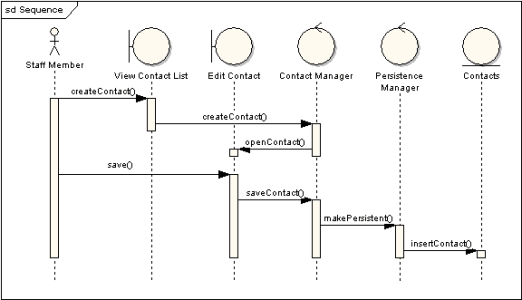 sd Sequence
Staff Member
View Contact List
Edit Contact
Contact Manager
Persistence
Manager
Contacts
createContact()
createContact()
openContact()
save()
saveContact()
makePersistent()
insertContact()